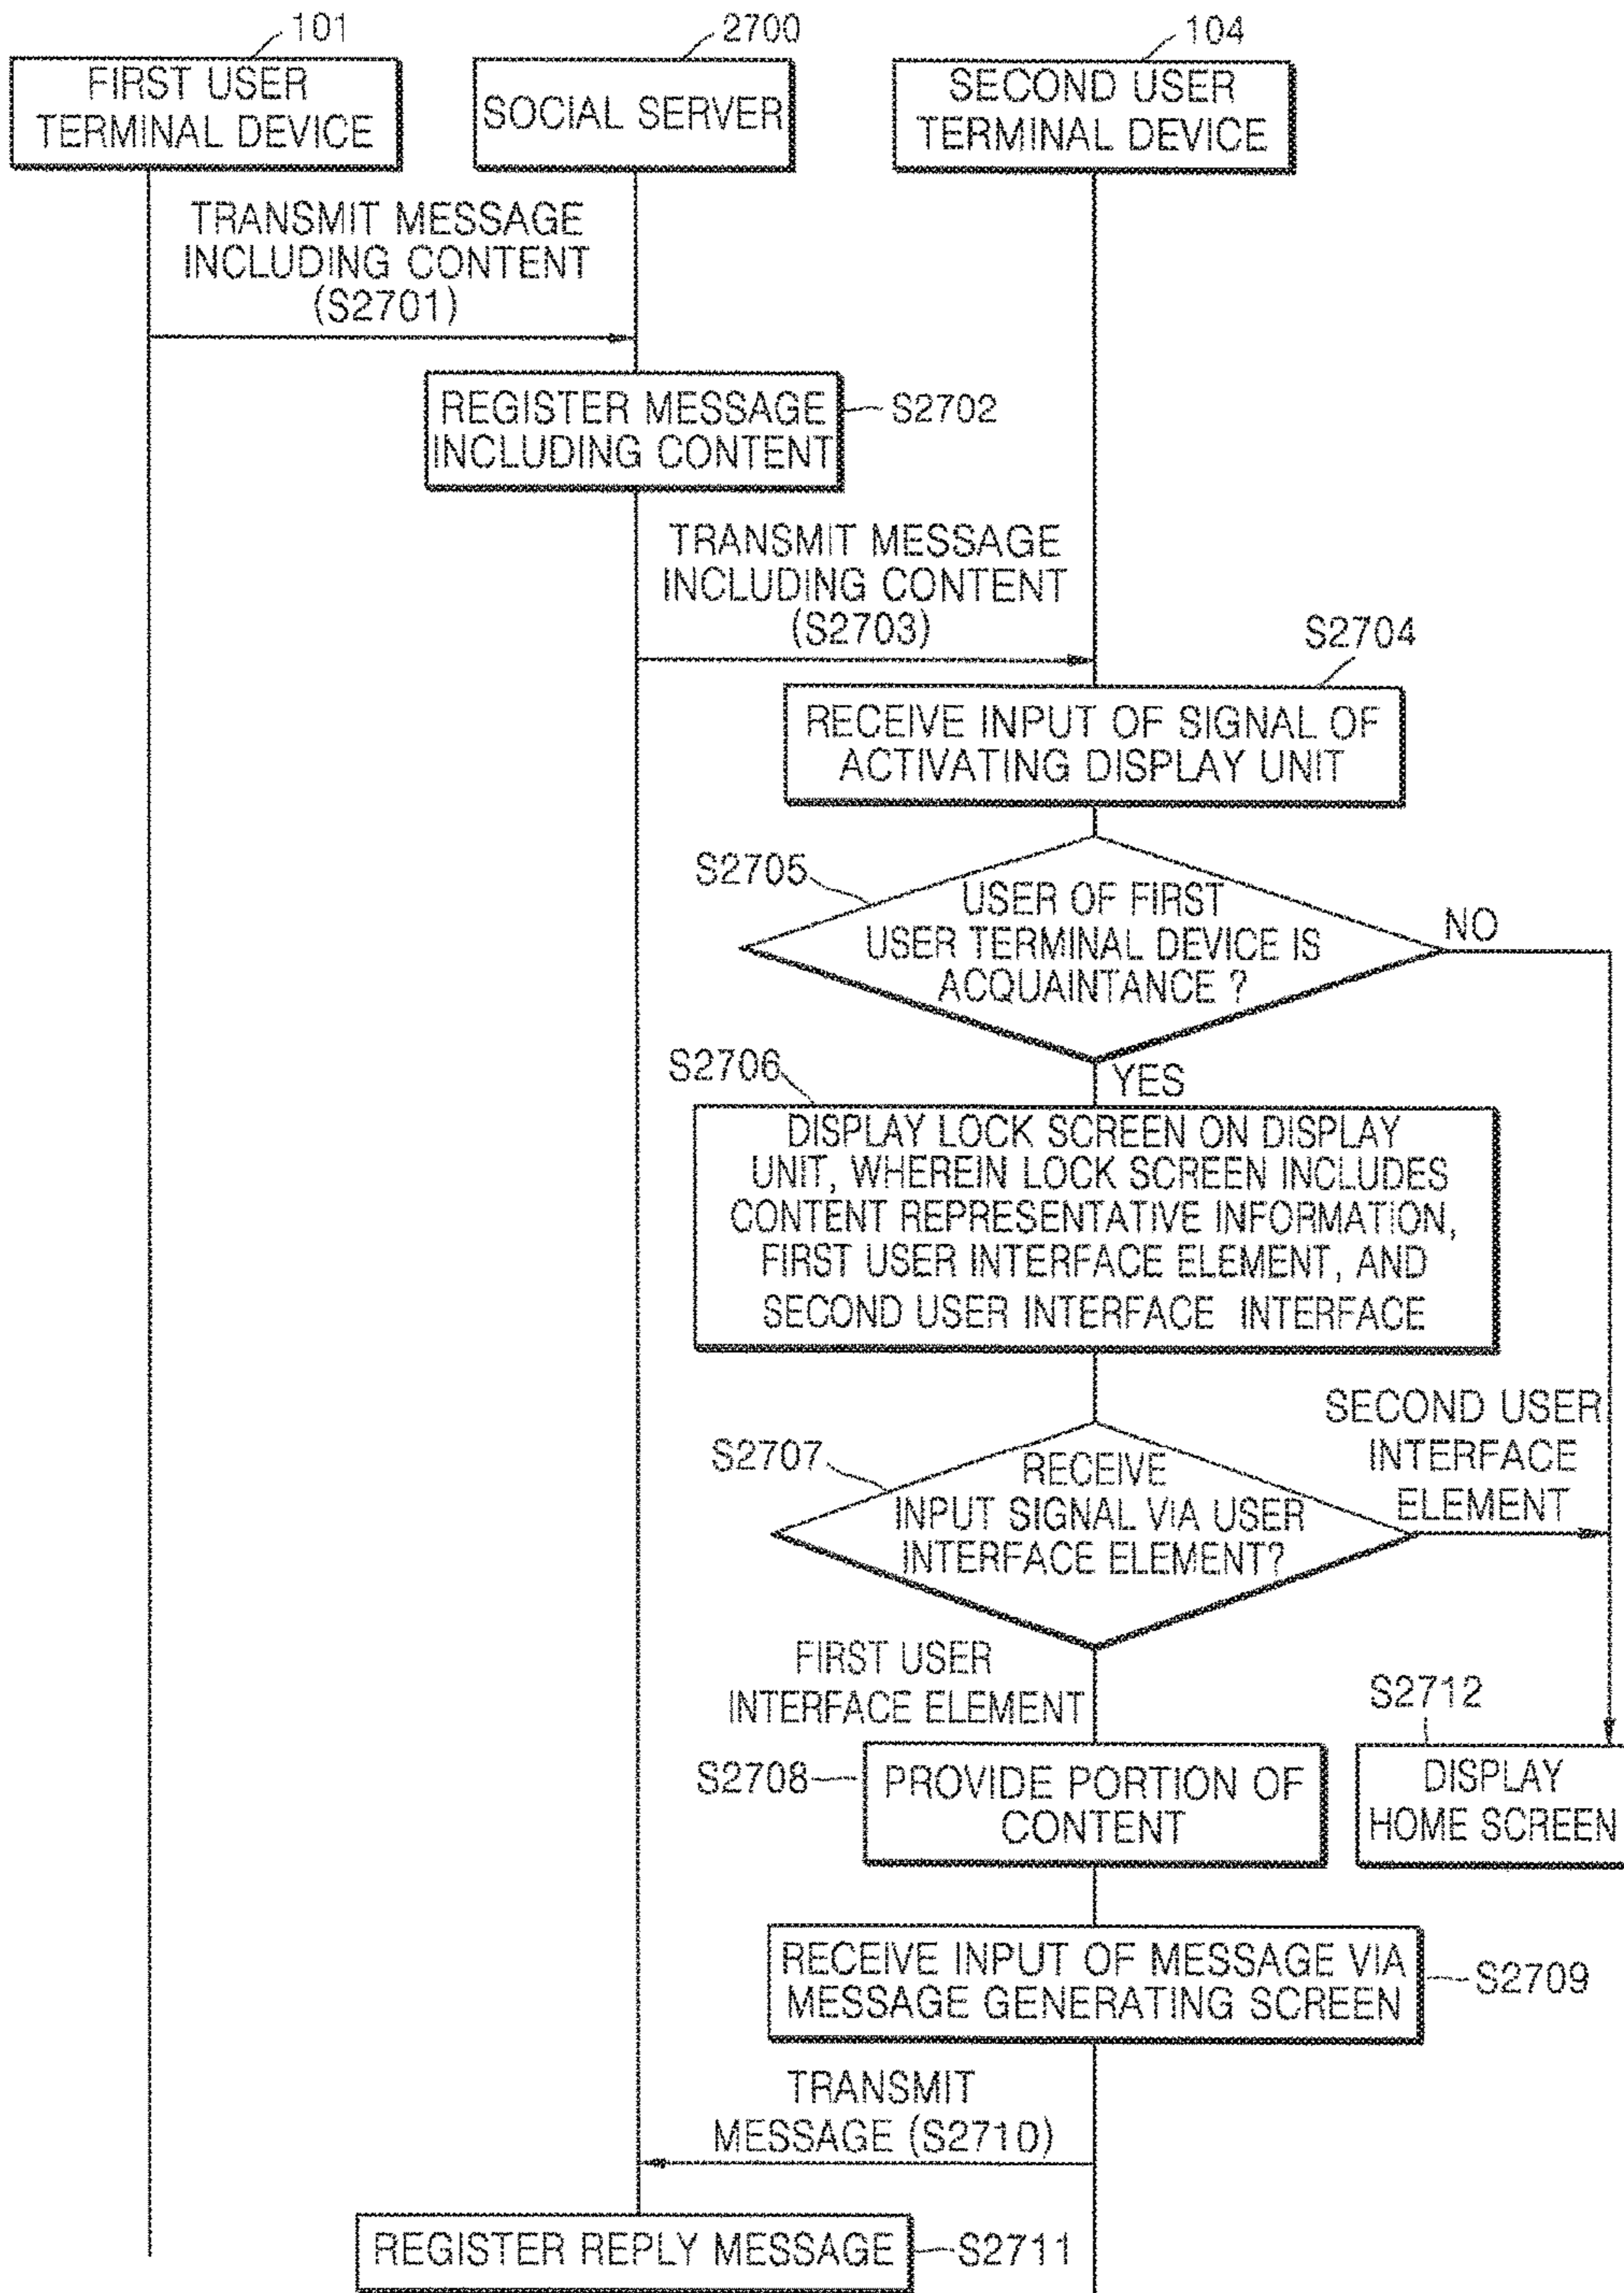 101
FIRST USER
TERMINAL DEVICE
2700
SOCIAL SERVER
104
SECOND USER
TERMINAL DEVICE
TRANSMIT MESSAGE
INCLUDING CONTENT
(S2701)
REGISTER MESSAGE
INCLUDING CONTENT
S2702
TRANSMIT MESSAGE
INCLUDING CONTENT
(S2703)
S2704
RECEIVE INPUT OF SIGNAL OF
ACTIVATING DISPLAY UNIT
S2705
USER OF FIRST
USER TERMINAL DEVICE IS
ACQUAINTANCE ?
NO
YES
S2706
DISPLAY LOCK SCREEN ON DISPLAY
UNIT, WHEREIN LOCK SCREEN INCLUDES
CONTENT REPRESENTATIVE INFORMATION,
FIRST USER INTERFACE ELEMENT, AND
SECOND USER INTERFACE INTERFACE
S2707
RECEIVE
INPUT SIGNAL VIA USER
INTERFACE ELEMENT?
SECOND USER
INTERFACE
ELEMENT
FIRST USER
INTERFACE ELEMENT
S2708
PROVIDE PORTION OF
CONTENT
S2712
DISPLAY
HOME SCREEN
RECEIVE INPUT OF MESSAGE VIA
MESSAGE GENERATING SCREEN
S2709
TRANSMIT
MESSAGE (S2710)
REGISTER REPLY MESSAGE
S2711